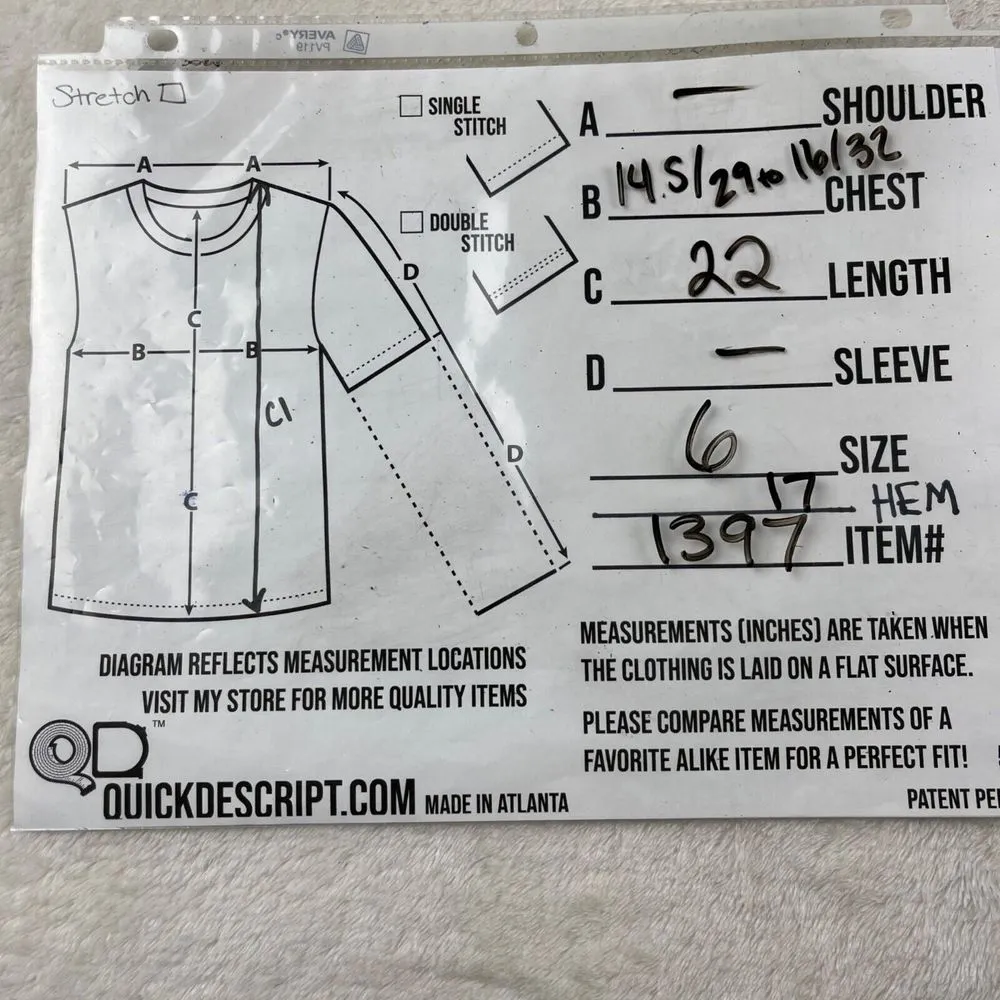 AVERY®
PV119
Stretch
SINGLE
STITCH
A — SHOULDER
A A
B 14.5/29 to 16/32 CHEST
DOUBLE
STITCH
D
C 22 LENGTH
C
B B
D — SLEEVE
C1
6 SIZE
D
17 HEM
C
1397 ITEM#
DIAGRAM REFLECTS MEASUREMENT LOCATIONS
VISIT MY STORE FOR MORE QUALITY ITEMS
MEASUREMENTS (INCHES) ARE TAKEN WHEN
THE CLOTHING IS LAID ON A FLAT SURFACE.
PLEASE COMPARE MEASUREMENTS OF A
FAVORITE ALIKE ITEM FOR A PERFECT FIT!
QD™
QUICKDESCRIPT.COM MADE IN ATLANTA
PATENT PE